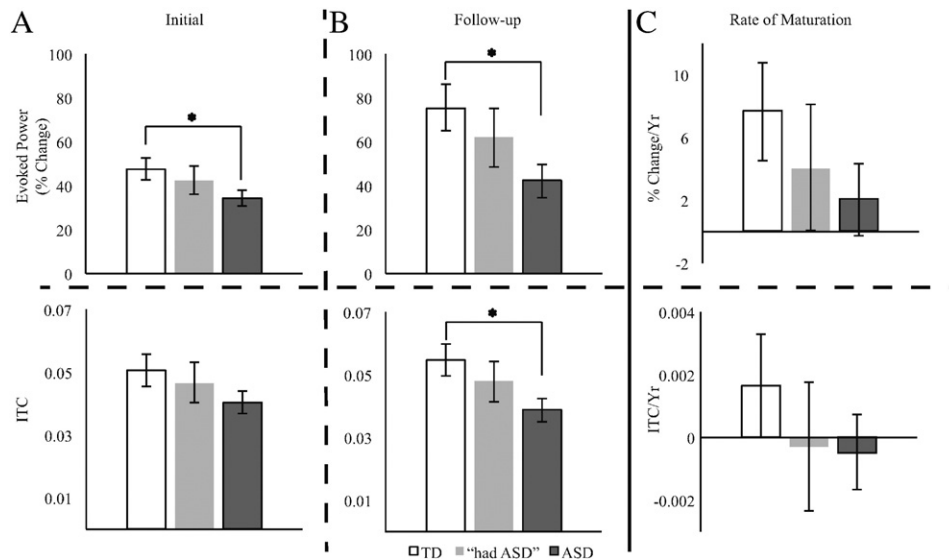 A
Initial
B
Follow-up
C
Rate of Maturation
Evoked Power
(% Change)
100
80
60
40
20
0
*
100
80
60
40
20
0
*
% Change/Yr
10
6
2
-2
ITC
0.07
0.05
0.03
0.01
0.07
0.05
0.03
0.01
*
ITC/Yr
0.004
0.002
0
-0.002
TD "had ASD" ASD